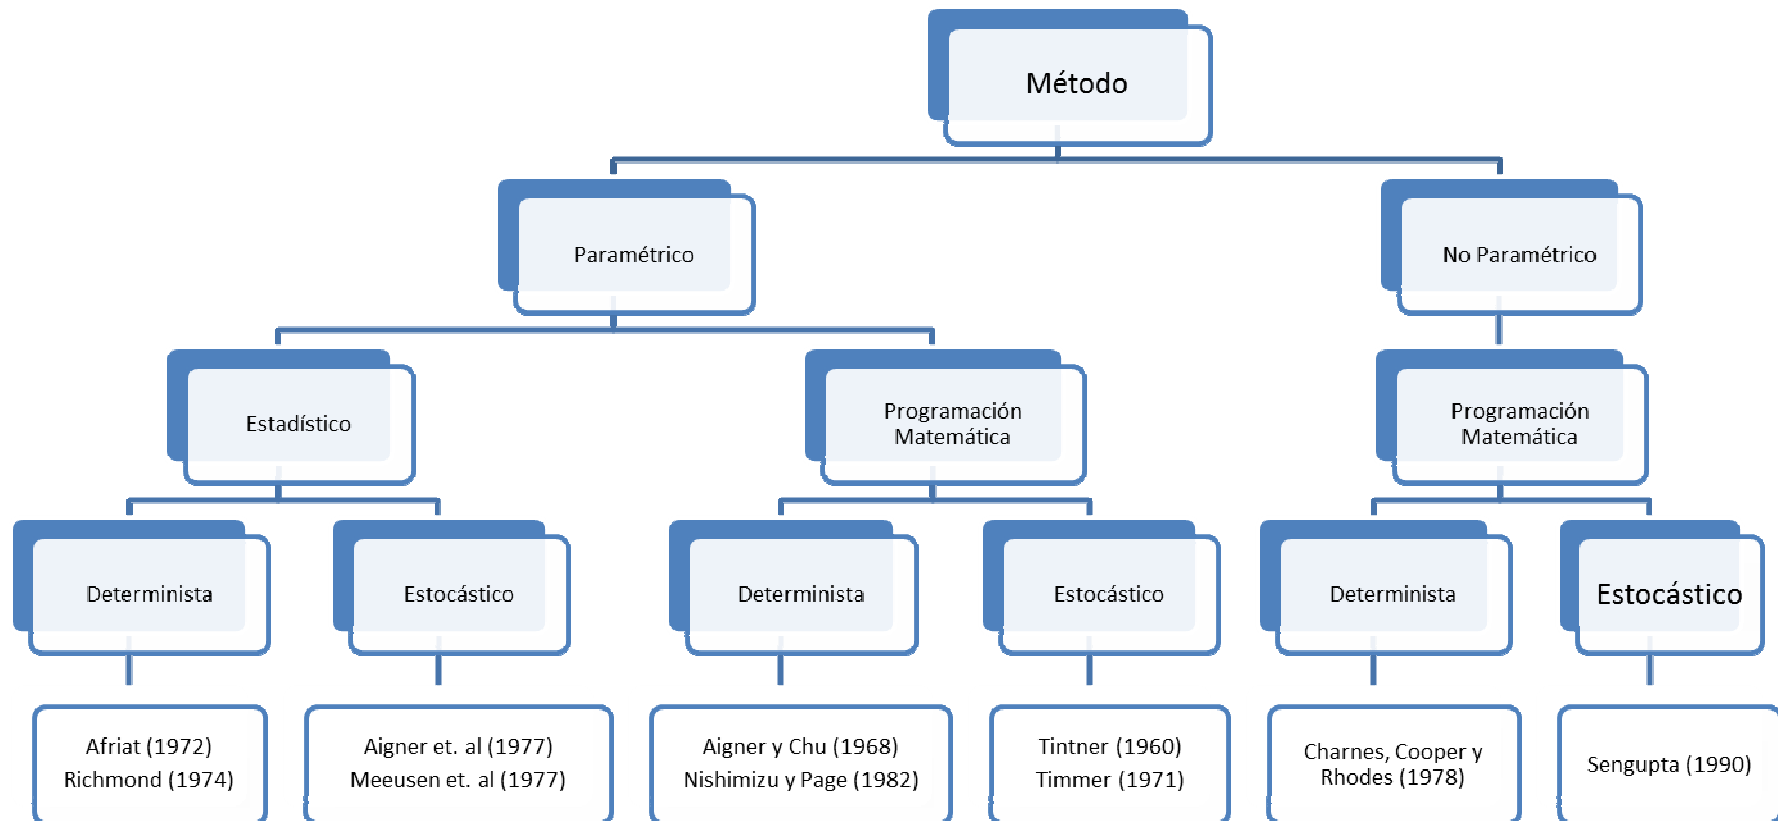 Método
Paramétrico
No Paramétrico
Estadístico
Programación
Matemática
Programación
Matemática
Determinista
Estocástico
Determinista
Estocástico
Determinista
Estocástico
Afriat (1972)
Richmond (1974)
Aigner et. al (1977)
Meeusen et. al (1977)
Aigner y Chu (1968)
Nishimizu y Page (1982)
Tintner (1960)
Timmer (1971)
Charnes, Cooper y
Rhodes (1978)
Sengupta (1990)